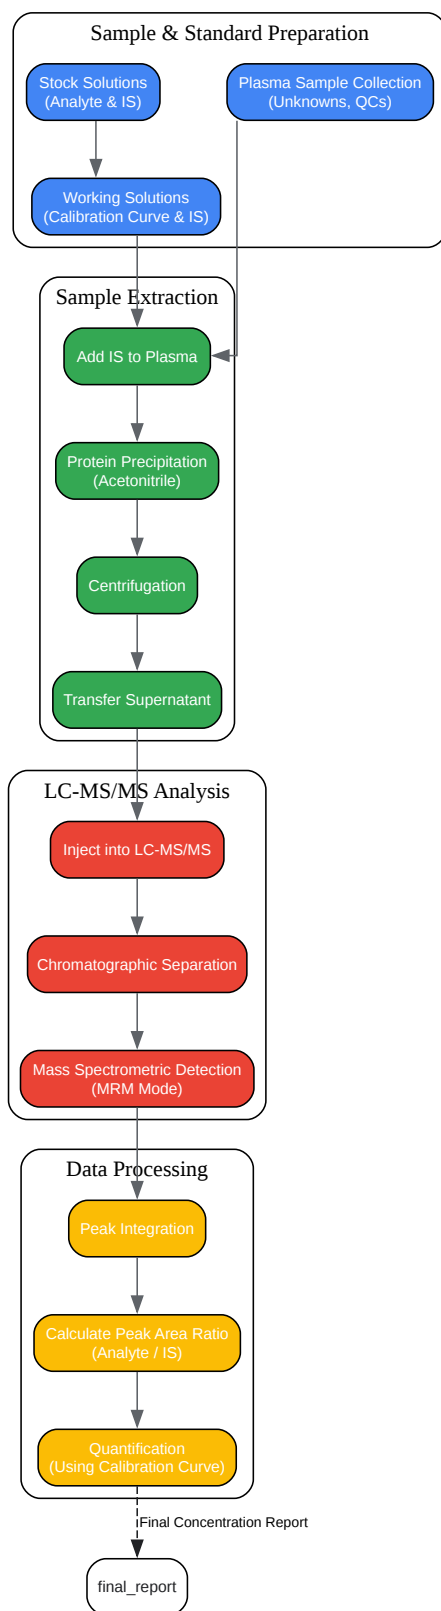 Sample & Standard Preparation
Stock Solutions
(Analyte & IS)
Plasma Sample Collection
(Unknowns, QCs)
Working Solutions
(Calibration Curve & IS)
Sample Extraction
Add IS to Plasma
Protein Precipitation
(Acetonitrile)
Centrifugation
Transfer Supernatant
LC-MS/MS Analysis
Inject into LC-MS/MS
Chromatographic Separation
Mass Spectrometric Detection
(MRM Mode)
Data Processing
Peak Integration
Calculate Peak Area Ratio
(Analyte / IS)
Quantification
(Using Calibration Curve)
Final Concentration Report
final_report